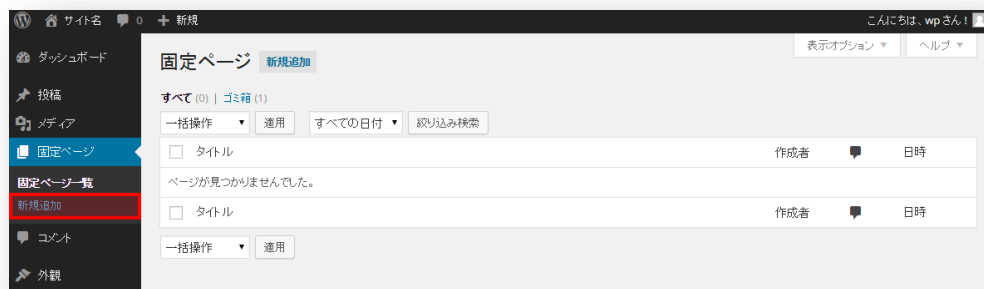 サイト名 0 + 新規 こんにちは、wp さん!
ダッシュボード
投稿
メディア
固定ページ
固定ページ一覧
新規追加
コメント
外観
表示オプション ▼ ヘルプ ▼
固定ページ 新規追加
すべて (0) | ゴミ箱 (1)
一括操作 ▼ 適用 すべての日付 ▼ 絞り込み検索
タイトル 作成者 日時
ページが見つかりませんでした。
タイトル 作成者 日時
一括操作 ▼ 適用